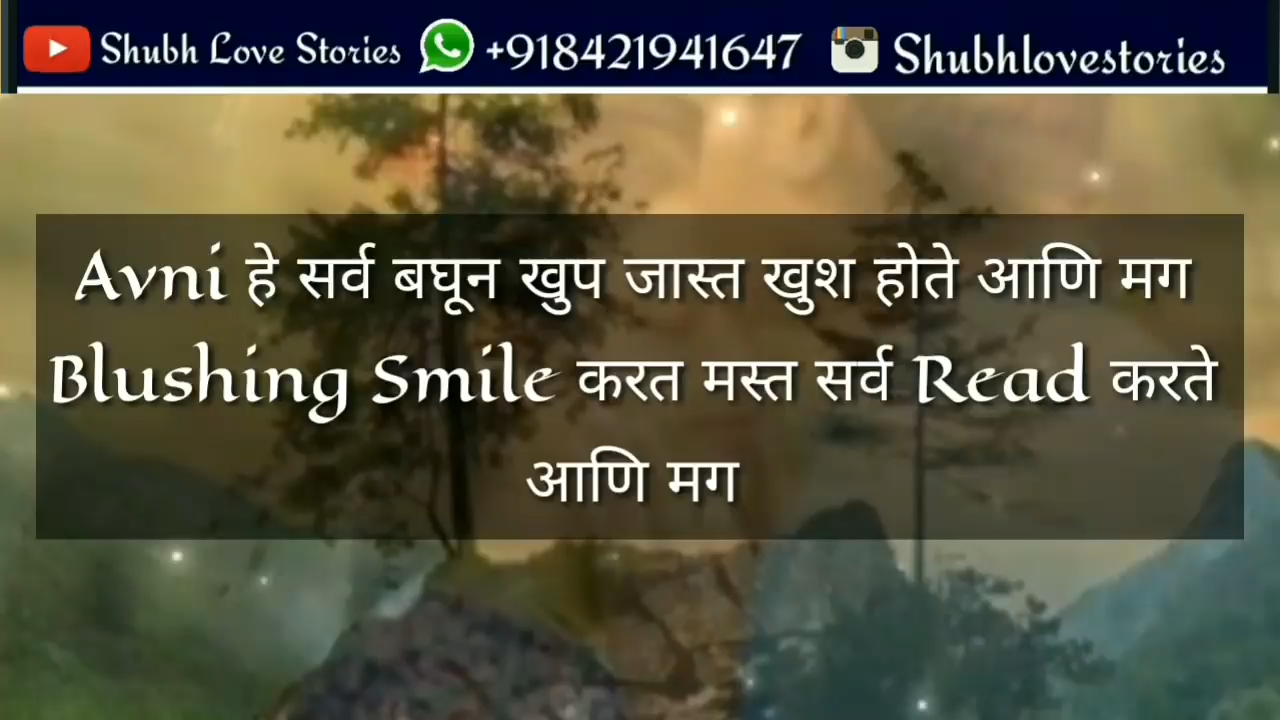 Shubh Love Stories +918421941647 Shubhlovestories
Avni हे सर्व बघून खुप जास्त खुश होते आणि मग
Blushing Smile करत मस्त सर्व Read करते
आणि मग